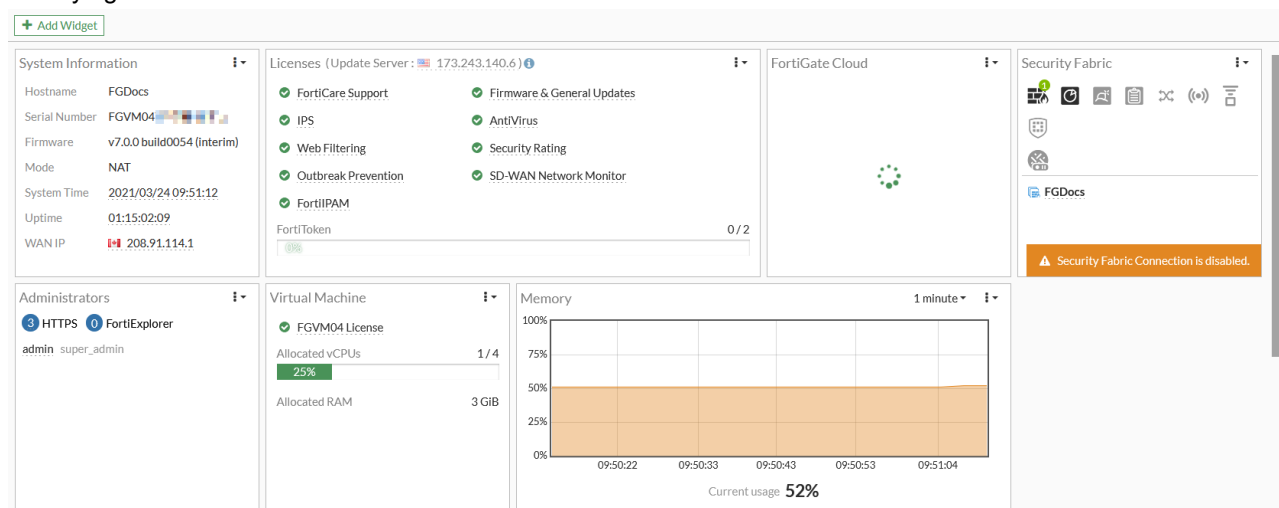 Add Widget
System Information
Hostname FGDocs
Serial Number FGVM04
Firmware v7.0.0 build0054 (interim)
Mode NAT
System Time 2021/03/24 09:51:12
Uptime 01:15:02:09
WAN IP 208.91.114.1
Licenses (Update Server: 173.243.140.6)
FortiCare Support Firmware & General Updates
IPS AntiVirus
Web Filtering Security Rating
Outbreak Prevention SD-WAN Network Monitor
FortiIPAM
FortiToken 0/2
0%
FortiGate Cloud
Security Fabric
1
FGDocs
Security Fabric Connection is disabled.
Administrators
3 HTTPS 0 FortiExplorer
admin super_admin
Virtual Machine
FGVM04 License
Allocated vCPUs 1/4
25%
Allocated RAM 3 GiB
Memory 1 minute
100%
75%
50%
25%
0%
09:50:22 09:50:33 09:50:43 09:50:53 09:51:04
Current usage 52%